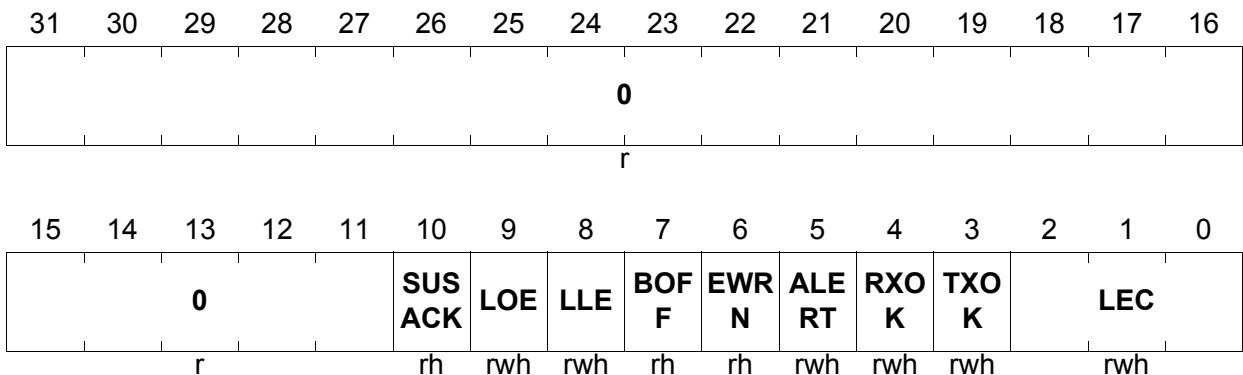 31 30 29 28 27 26 25 24 23 22 21 20 19 18 17 16
0
r
15 14 13 12 11 10 9 8 7 6 5 4 3 2 1 0
0 SUS ACK LOE LLE BOF F EWR N ALE RT RXO K TXO K LEC
r rh rwh rwh rh rh rwh rwh rwh rwh